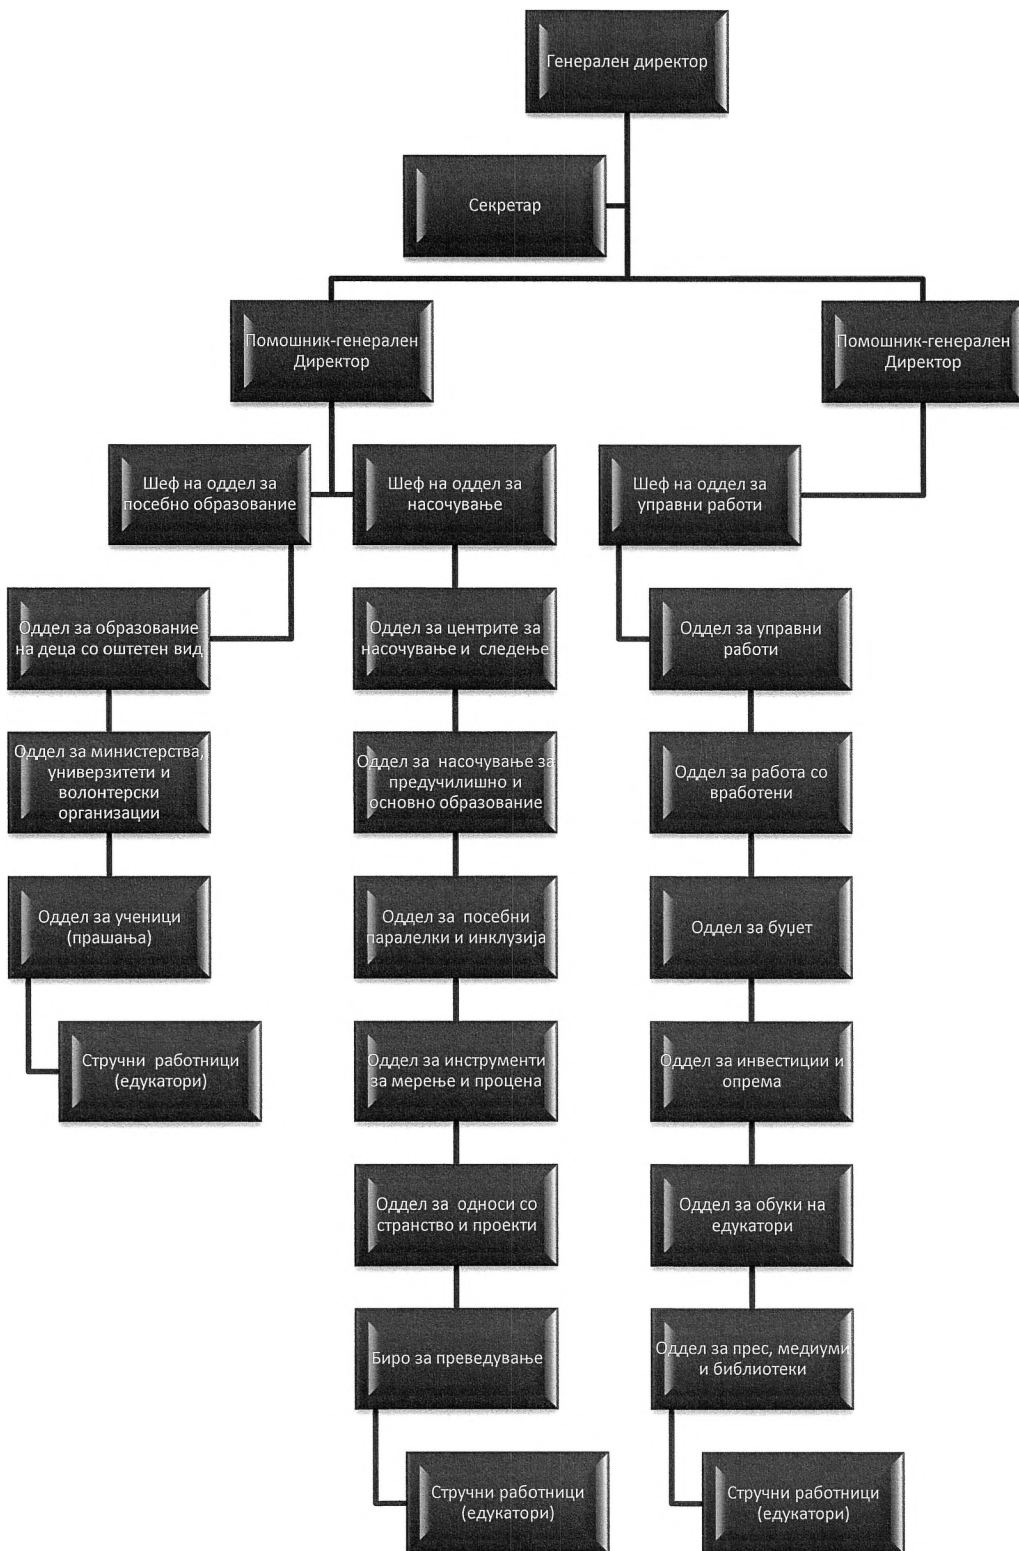 Генерален директор
Секретар
Помошник-генерален
Директор
Помошник-генерален
Директор
Шеф на оддел за
посебно образование
Шеф на оддел за
насочување
Шеф на оддел за
управни работи
Оддел за образование
на деца со оштетен вид
Оддел за центрите за
насочување и следење
Оддел за управни
работи
Оддел за министерства,
универзитети и
волонтерски
организации
Оддел за насочување за
предучилишно и
основно образование
Оддел за работа со
вработени
Оддел за ученици
(прашања)
Оддел за посебни
паралелки и инклузија
Оддел за буџет
Стручни работници
(едукатори)
Оддел за инструменти
за мерење и процена
Оддел за инвестиции и
опрема
Оддел за односи со
странство и проекти
Оддел за обуки на
едукатори
Биро за преведување
Оддел за прес, медиуми
и библиотеки
Стручни работници
(едукатори)
Стручни работници
(едукатори)